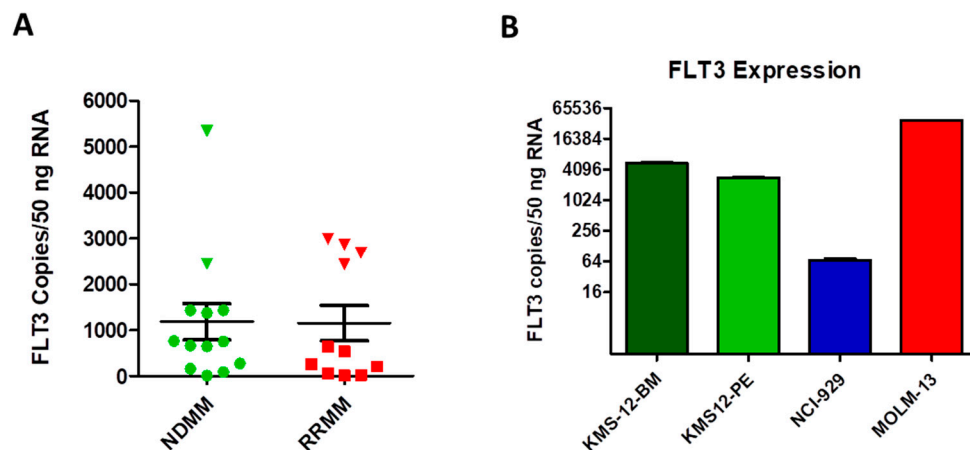 A
FLT3 Copies/50 ng RNA
6000
5000
4000
3000
2000
1000
0
NDMM
RRMM
B
FLT3 Expression
FLT3 copies/50 ng RNA
65536
16384
4096
1024
256
64
16
KMS-12-BM
KMS12-PE
NCI-929
MOLM-13